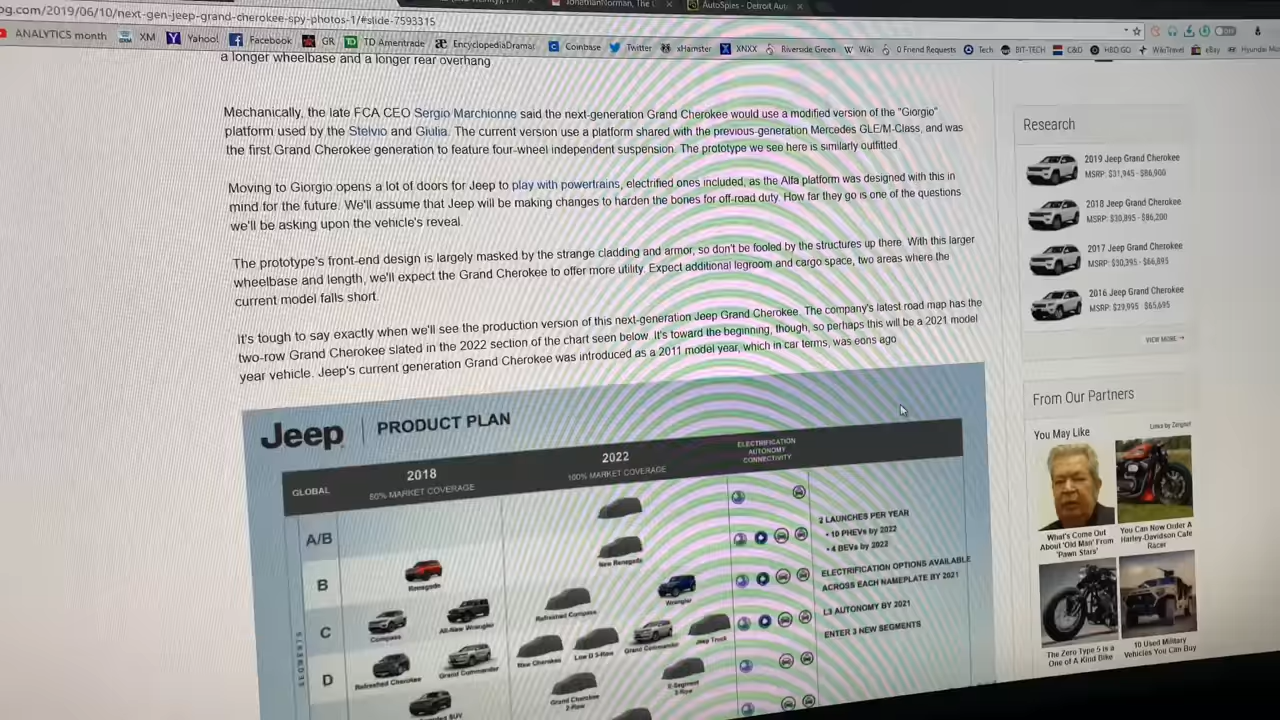 og.com/2019/06/10/next-gen-jeep-grand-cherokee-spy-photos-1/#slide-7593315
AutoSpies - Detroit Aut
ANALYTICS month XM Yahoo! Facebook GR TD Amentrade EncyclopediaDramat Coinbase Twitter xHamster XNXX Riverside Green Wiki 0 Friend Requests Tech BIT-TECH C&D HBO GO WikiTravel eBay
a longer wheelbase and a longer rear overhang
Mechanically, the late FCA CEO Sergio Marchionne said the next-generation Grand Cherokee would use a modified version of the "Giorgio"
platform used by the Stelvio and Giulia. The current version use a platform shared with the previous-generation Mercedes GLE/M-Class, and was
the first Grand Cherokee generation to feature four-wheel independent suspension. The prototype we see here is similarly outfitted
Moving to Giorgio opens a lot of doors for Jeep to play with powertrains, electrified ones included, as the Alfa platform was designed with this in
mind for the future. We'll assume that Jeep will be making changes to harden the bones for off-road duty. How far they go is one of the questions
we'll be asking upon the vehicle's reveal.
The prototype's front-end design is largely masked by the strange cladding and armor, so don't be fooled by the structures up there. With this larger
wheelbase and length, we'll expect the Grand Cherokee to offer more utility. Expect additional legroom and cargo space, two areas where the
current model falls short.
It's tough to say exactly when we'll see the production version of this next-generation Jeep Grand Cherokee. The company's latest road map has the
two-row Grand Cherokee slated in the 2022 section of the chart seen below. It's toward the beginning, though, so perhaps this will be a 2021 model
year vehicle. Jeep's current generation Grand Cherokee was introduced as a 2011 model year, which in car terms, was eons ago
Jeep PRODUCT PLAN
GLOBAL
2018
50% MARKET COVERAGE
2022
100% MARKET COVERAGE
ELECTRIFICATION
AUTONOMY
CONNECTIVITY
SEGMENTS
A/B
B
New Renegade
Renegade
C
Compass
All-New Wrangler
Refreshed Compass
Wrangler
D
Refreshed Cherokee
Grand Commander
New Cherokee
Low D 3-Row
Grand Commander
Jeep Truck
Grand Cherokee
2-Row
E-Segment
3-Row
SUV
2 LAUNCHES PER YEAR
• 10 PHEVs by 2022
• 4 BEVs by 2022
ELECTRIFICATION OPTIONS AVAILABLE
ACROSS EACH NAMEPLATE BY 2021
L3 AUTONOMY BY 2021
ENTER 3 NEW SEGMENTS
Research
2019 Jeep Grand Cherokee
MSRP: $31,945 - $86,900
2018 Jeep Grand Cherokee
MSRP: $30,895 - $86,200
2017 Jeep Grand Cherokee
MSRP: $30,395 - $66,895
2016 Jeep Grand Cherokee
MSRP: $29,995 - $65,695
VIEW MORE
From Our Partners
You May Like
Links by Zergnet
What's Come Out
About 'Old Man' From
'Pawn Stars'
You Can Now Order A
Harley-Davidson Cafe
Racer
The Zero Type 5 is a
One of A Kind Bike
10 Used Military
Vehicles You Can Buy